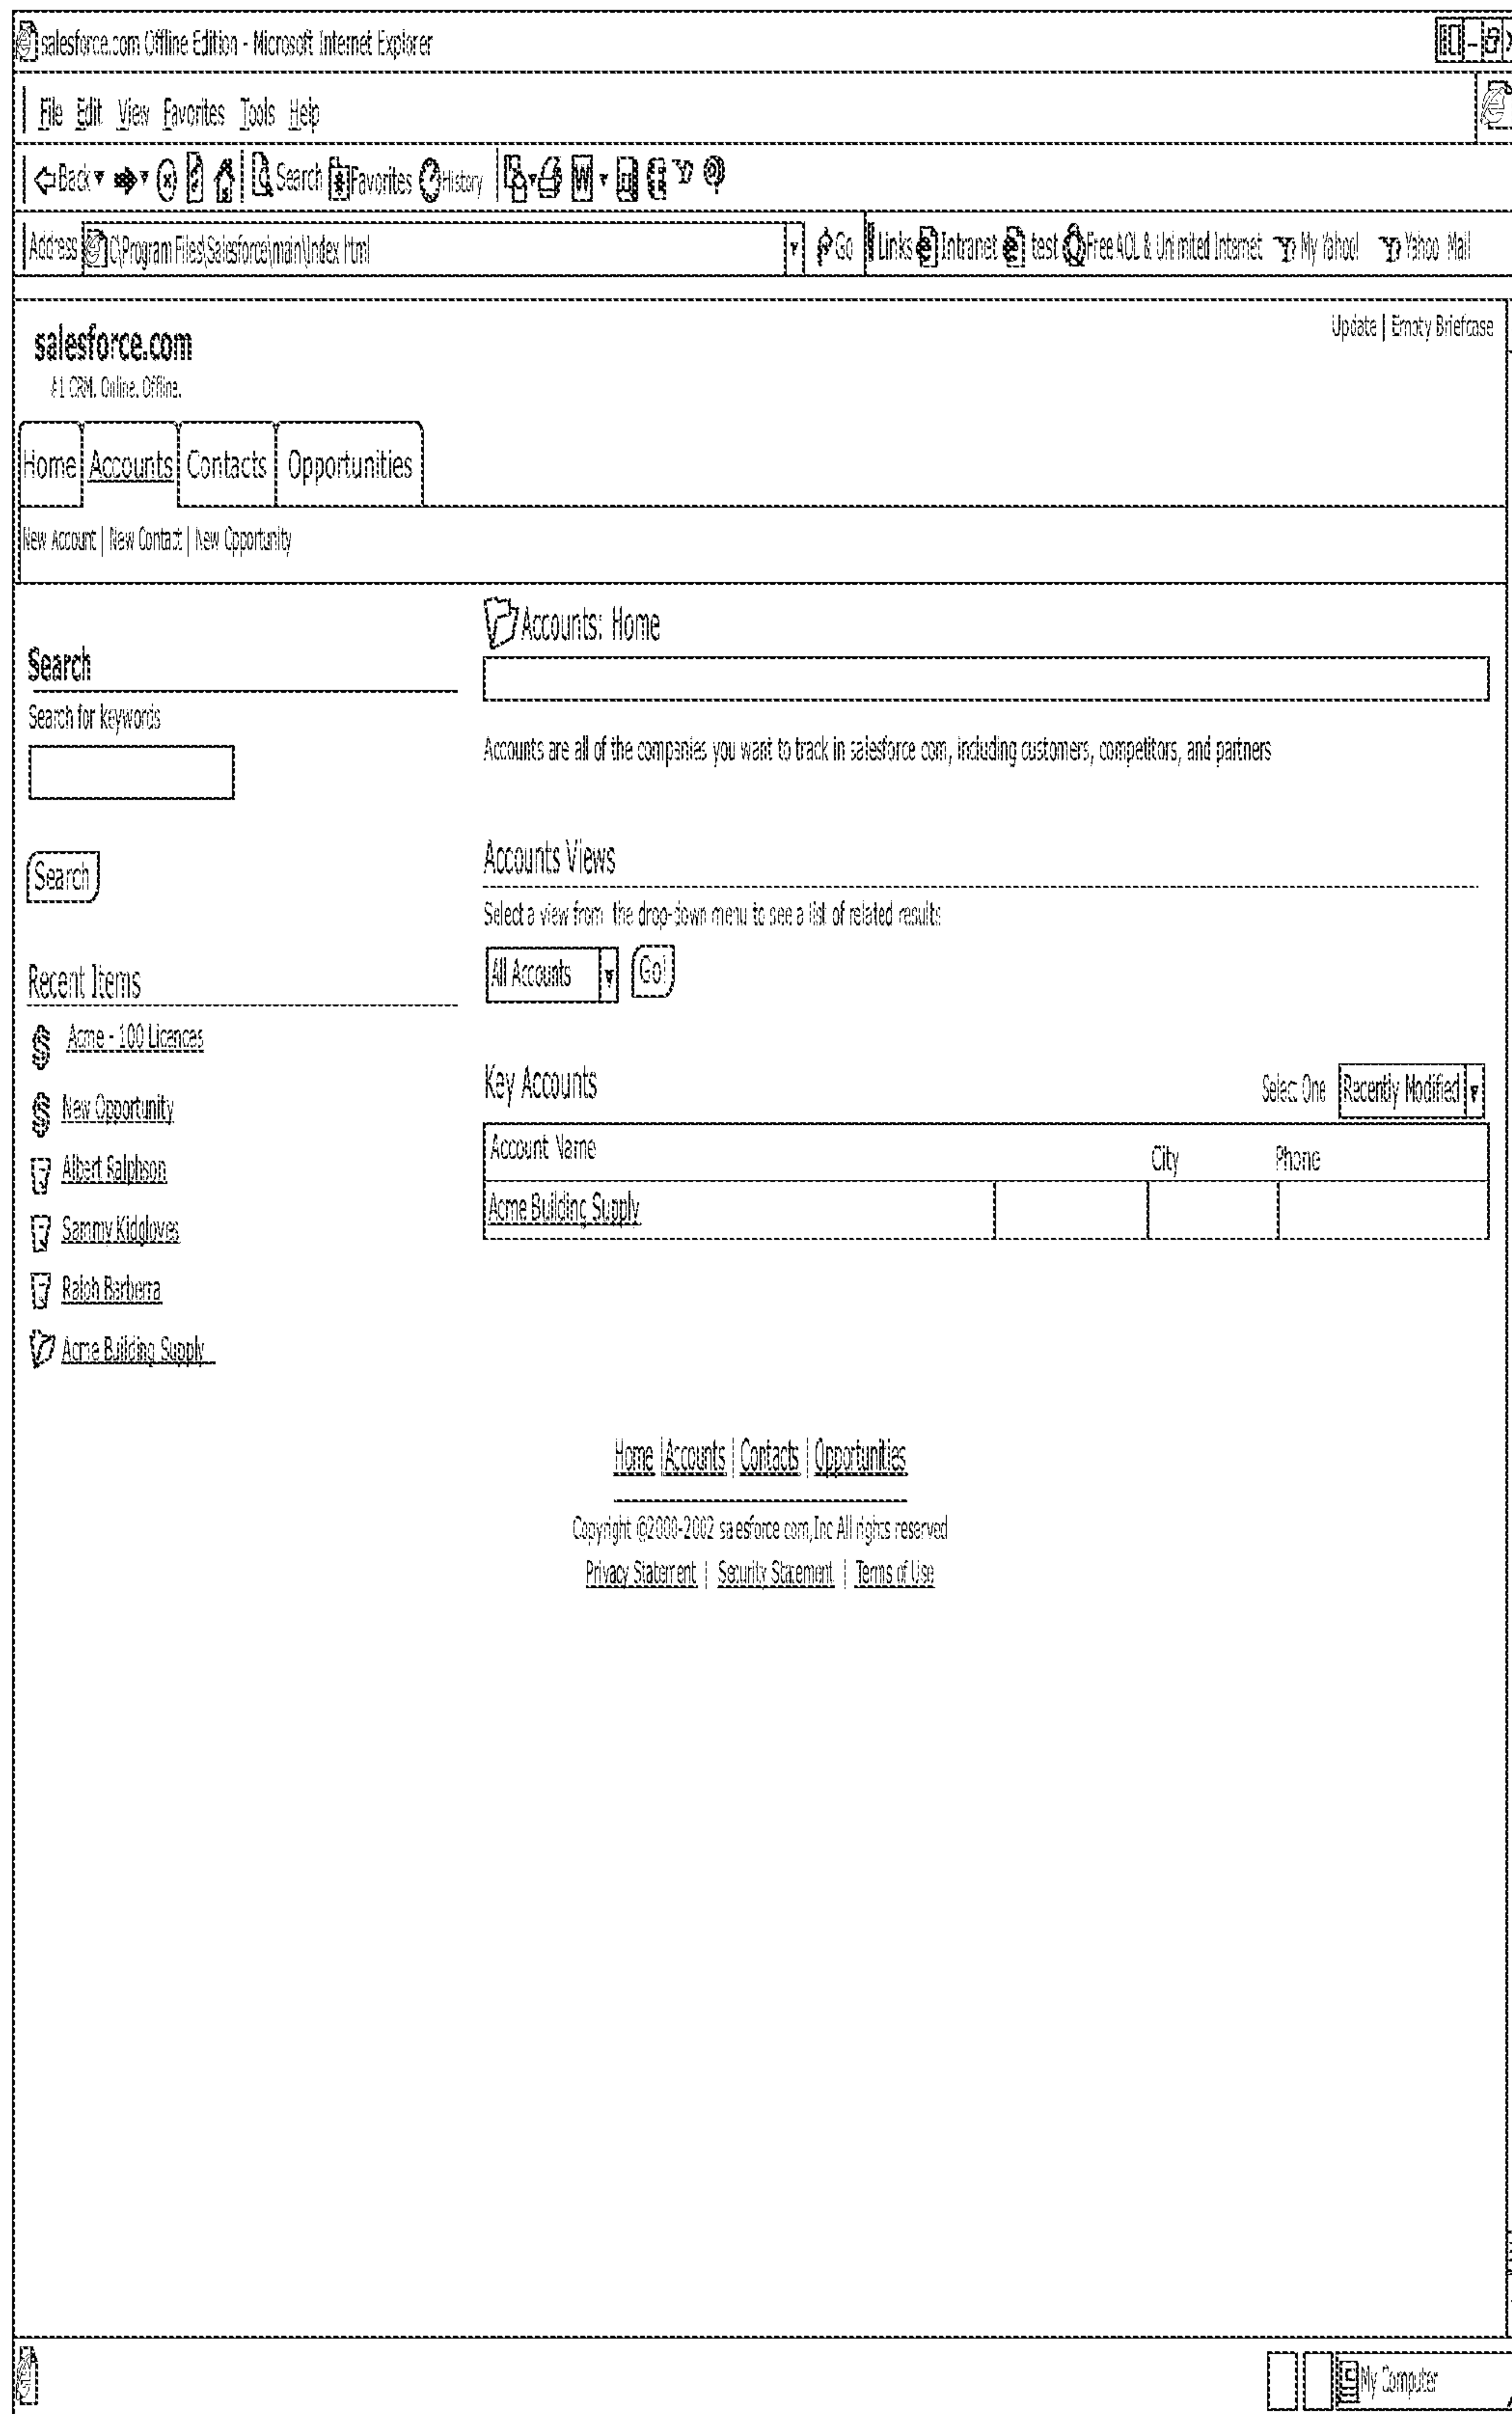 salesforce.com Offline Edition - Microsoft Internet Explorer
File Edit View Favorites Tools Help
Back Search Favorites History
Address C\Program Files\Salesforce\main\Index html Go Links Intranet test Free AOL & Unlimited Internet My Yahoo! Yahoo Mail
salesforce.com
Update | Empty Briefcase
#1 CRM. Online. Offline.
Home Accounts Contacts Opportunities
New Account | New Contact | New Opportunity
Accounts: Home
Search
Search for keywords
Accounts are all of the companies you want to track in salesforce com, including customers, competitors, and partners
Search
Accounts Views
Select a view from the drop-down menu to see a list of related results
All Accounts Go!
Recent Items
Acme - 100 Licences
New Opportunity
Albert Ralphson
Sammy Kidgloves
Ralph Barberra
Acme Building Supply
Key Accounts Select One Recently Modified
Account Name City Phone
Acme Building Supply
Home | Accounts | Contacts | Opportunities
Copyright @2000-2002 salesforce com, Inc All rights reserved
Privacy Statement | Security Statement | Terms of Use
My Computer